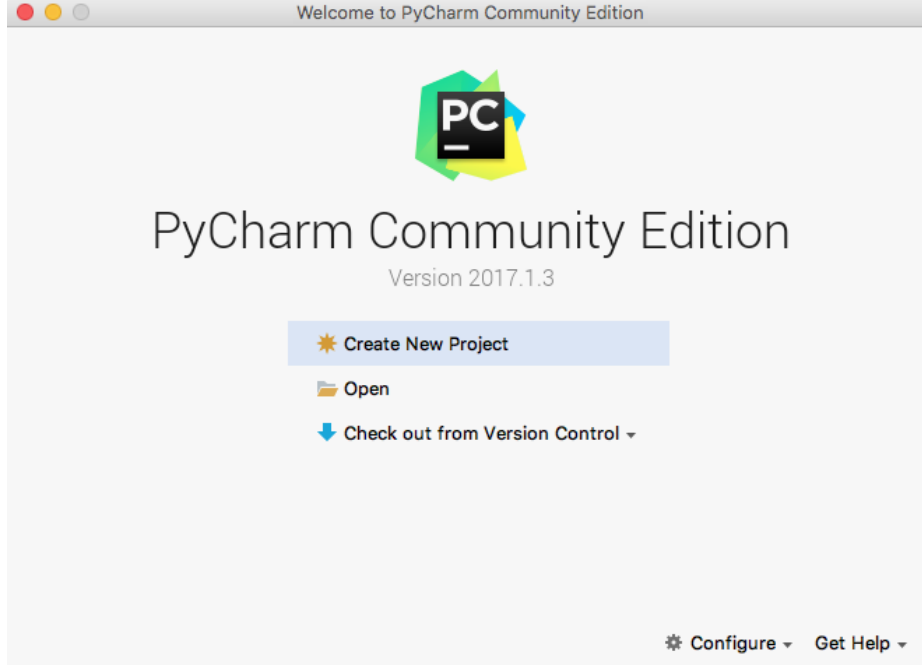 Welcome to PyCharm Community Edition
PC
PyCharm Community Edition
Version 2017.1.3
Create New Project
Open
Check out from Version Control
Configure Get Help